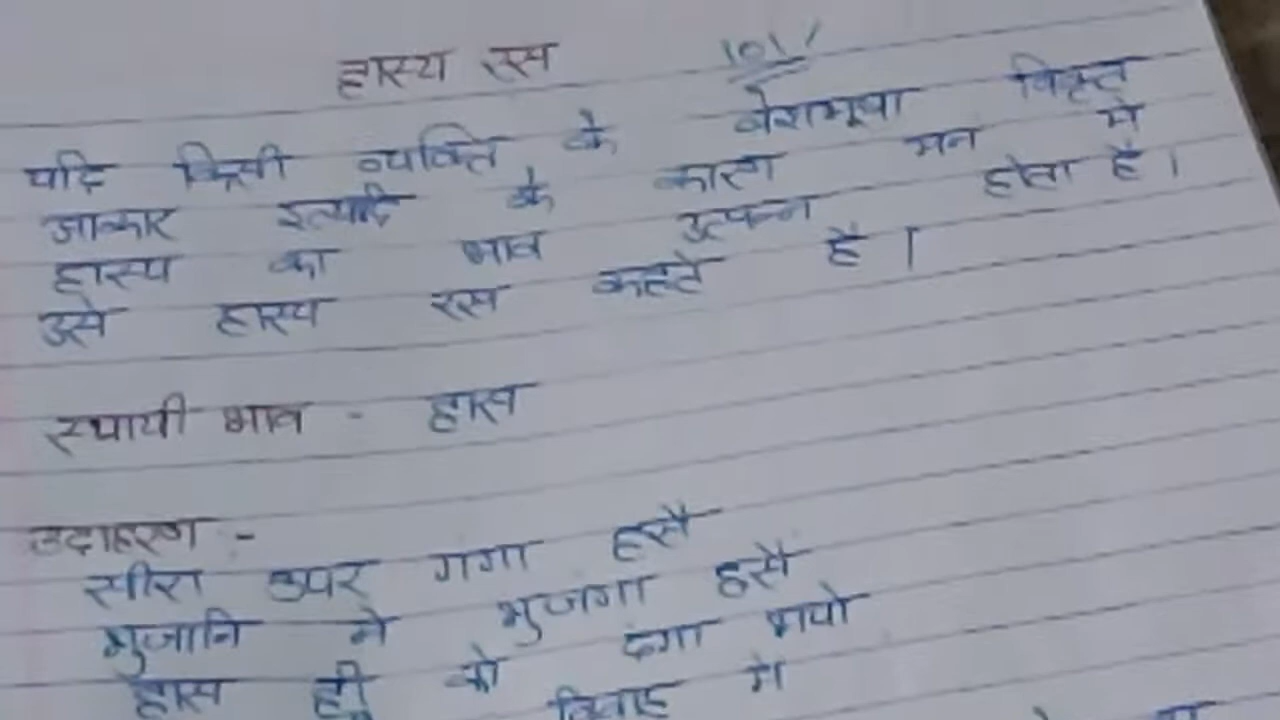 हास्य रस
यदि किसी व्यक्ति के वेशभूषा विकृत
आकार इत्यादि के कारण मन में
हास्य का भाव उत्पन्न होता है।
उसे हास्य रस कहते है।
स्थायी भाव - हास
उदाहरण -
सीस ऊपर गंगा हसै
भुजानि मे भुजगा हसै
हास ही को दंगा भयो
विवाह में